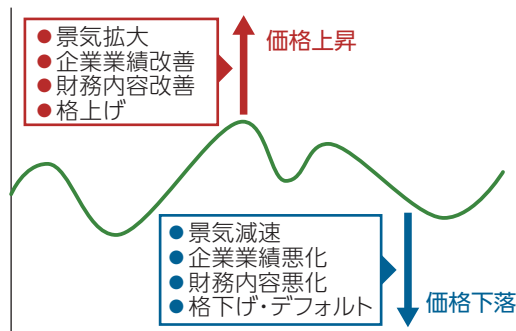 ● 景気拡大
● 企業業績改善
● 財務内容改善
● 格上げ
価格上昇
● 景気減速
● 企業業績悪化
● 財務内容悪化
● 格下げ・デフォルト
価格下落